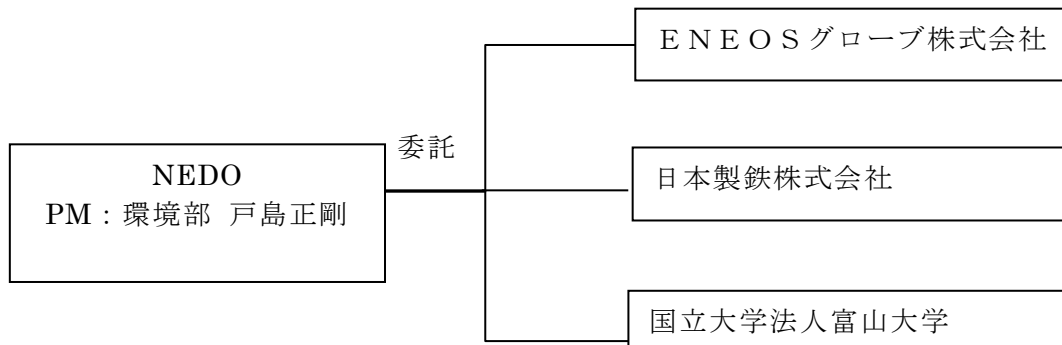 ＥＮＥＯＳグローブ株式会社
委託
NEDO
PM：環境部 戸島正剛
日本製鉄株式会社
国立大学法人富山大学